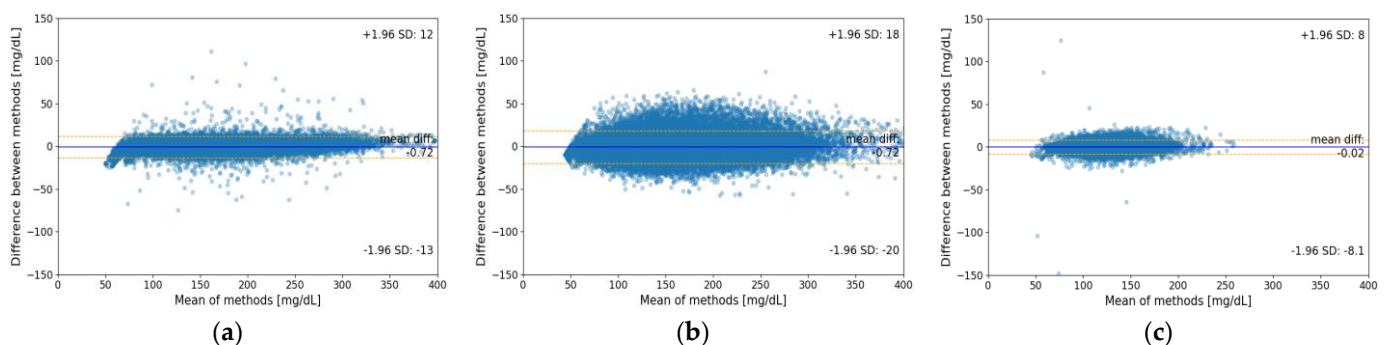 150
100
50
0
−50
−100
−150
0
50
100
150
200
250
300
350
400
Difference between methods [mg/dL]
Mean of methods [mg/dL]
+1.96 SD: 12
mean diff:
-0.72
-1.96 SD: -13
(a)
150
100
50
0
−50
−100
−150
0
50
100
150
200
250
300
350
400
Difference between methods [mg/dL]
Mean of methods [mg/dL]
+1.96 SD: 18
mean diff:
-0.72
-1.96 SD: -20
(b)
150
100
50
0
−50
−100
−150
0
50
100
150
200
250
300
350
400
Difference between methods [mg/dL]
Mean of methods [mg/dL]
+1.96 SD: 8
mean diff:
-0.02
-1.96 SD: -8.1
(c)